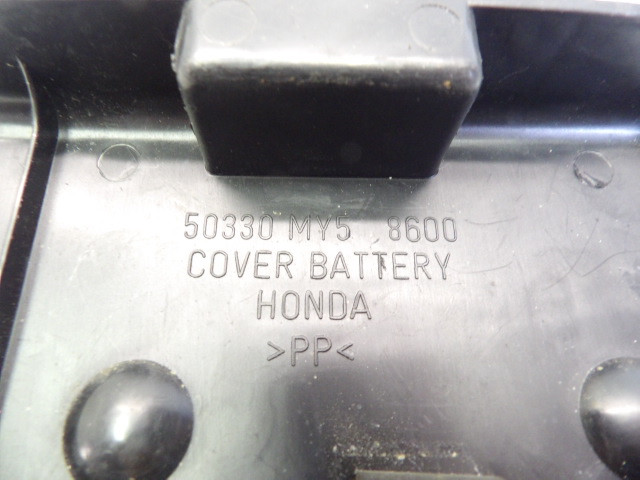 50330 MY5 8600
COVER BATTERY
HONDA
>PP<